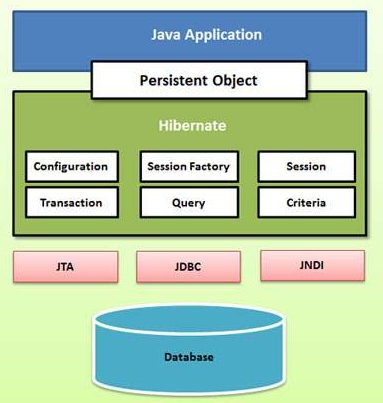 Java Application
Persistent Object
Hibernate
Configuration
Session Factory
Session
Transaction
Query
Criteria
JTA
JDBC
JNDI
Database